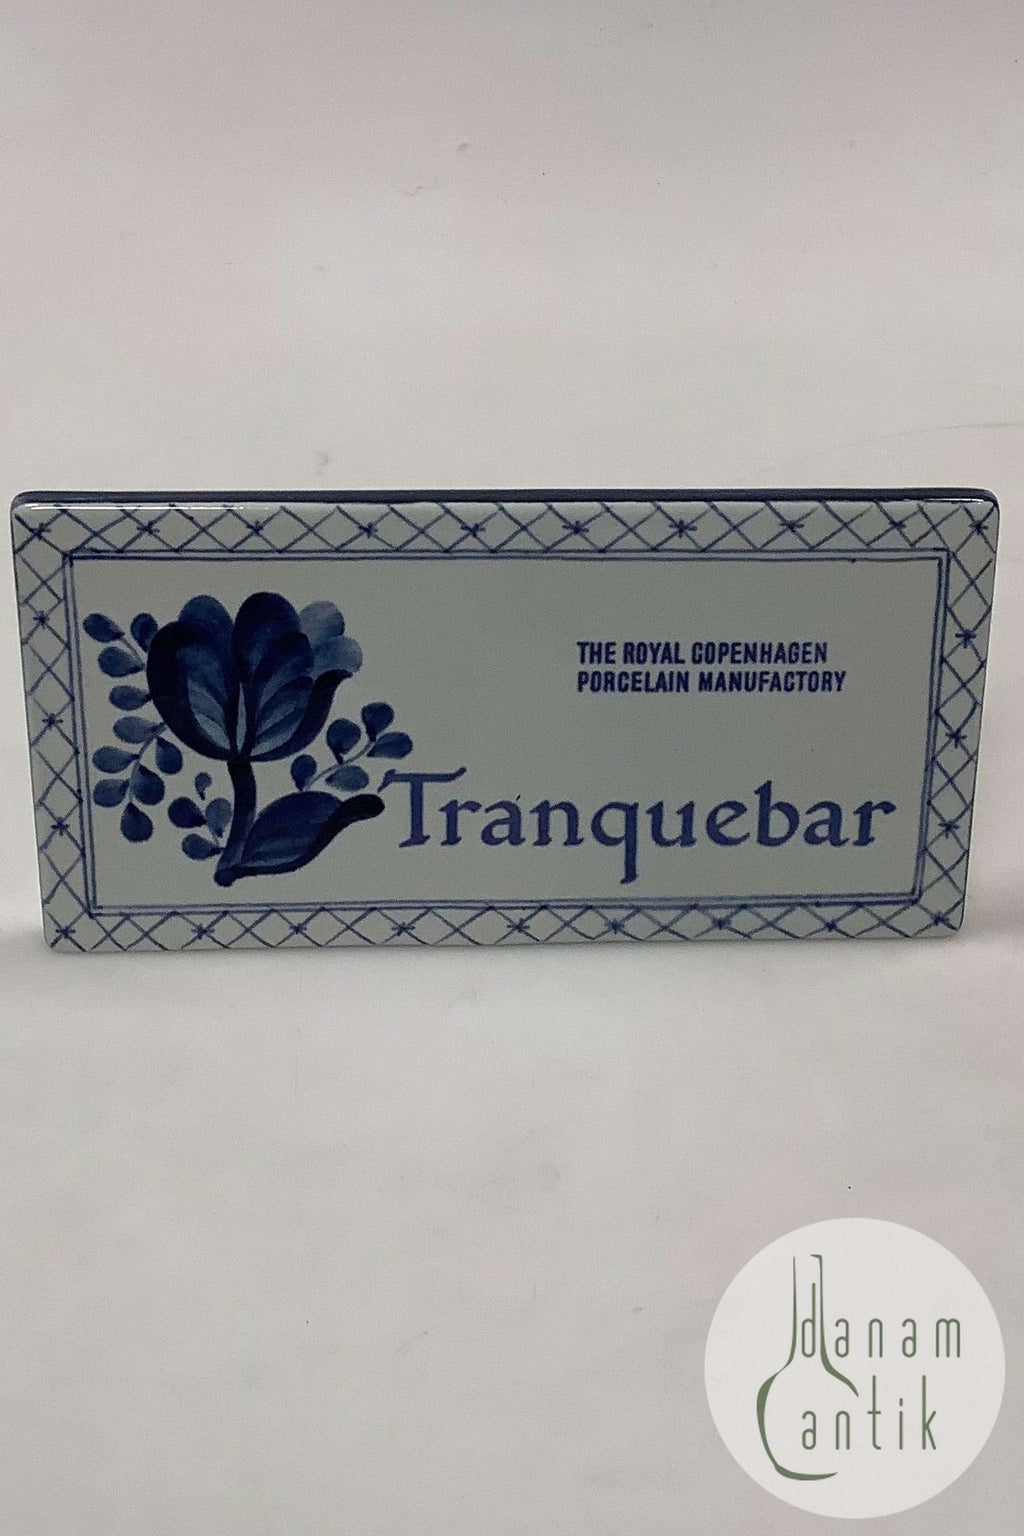 THE ROYAL COPENHAGEN
PORCELAIN MANUFACTORY
Tranquebar
danam
antik